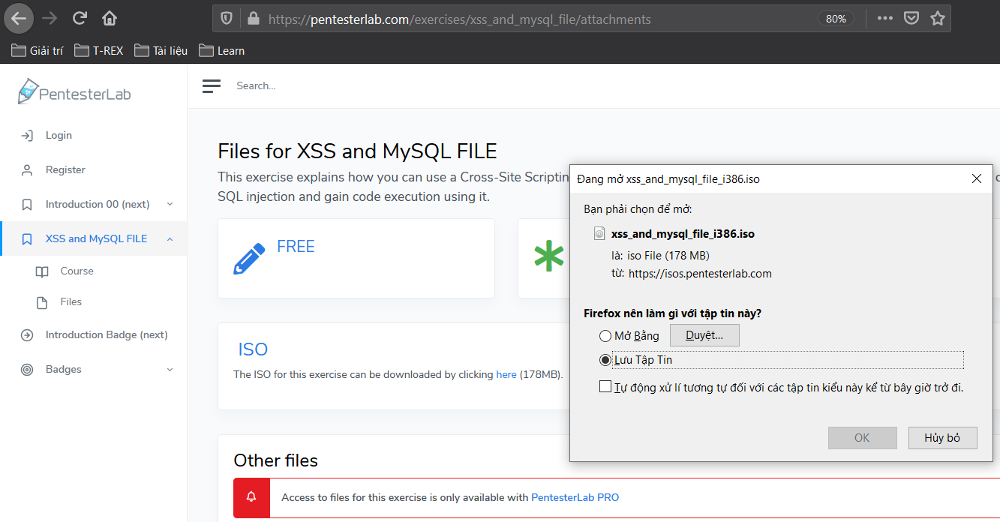 https://pentesterlab.com/exercises/xss_and_mysql_file/attachments
80%
Giải trí
T-REX
Tài liệu
Learn
PentesterLab
Search...
Login
Register
Introduction 00 (next)
XSS and MySQL FILE
Course
Files
Introduction Badge (next)
Badges
Files for XSS and MySQL FILE
This exercise explains how you can use a Cross-Site Scriptin
SQL injection and gain code execution using it.
FREE
ISO
The ISO for this exercise can be downloaded by clicking here (178MB).
Other files
Access to files for this exercise is only available with PentesterLab PRO
Đang mở xss_and_mysql_file_i386.iso
Bạn phải chọn để mở:
xss_and_mysql_file_i386.iso
là: iso File (178 MB)
từ: https://isos.pentesterlab.com
Firefox nên làm gì với tập tin này?
Mở Bằng
Duyệt...
Lưu Tập Tin
Tự động xử lí tương tự đối với các tập tin kiểu này kể từ bây giờ trở đi.
OK
Hủy bỏ